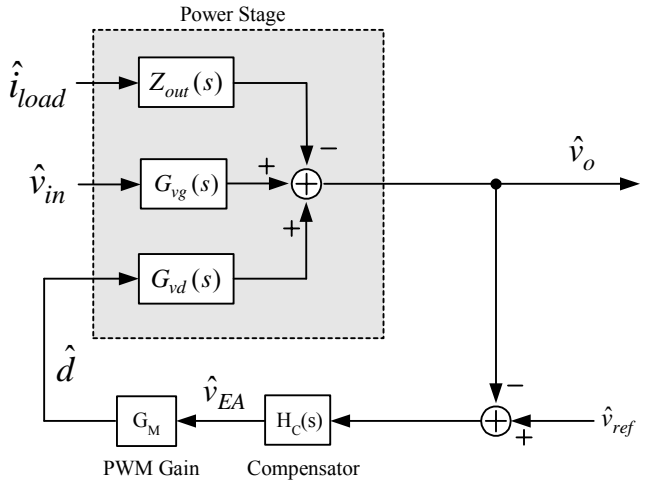 Power Stage
î_load
Z_out(s)
−
v̂_o
v̂_in
G_vg(s)
+
+
+
G_vd(s)
d̂
v̂_EA
−
G_M
H_C(s)
+
+
v̂_ref
PWM Gain
Compensator